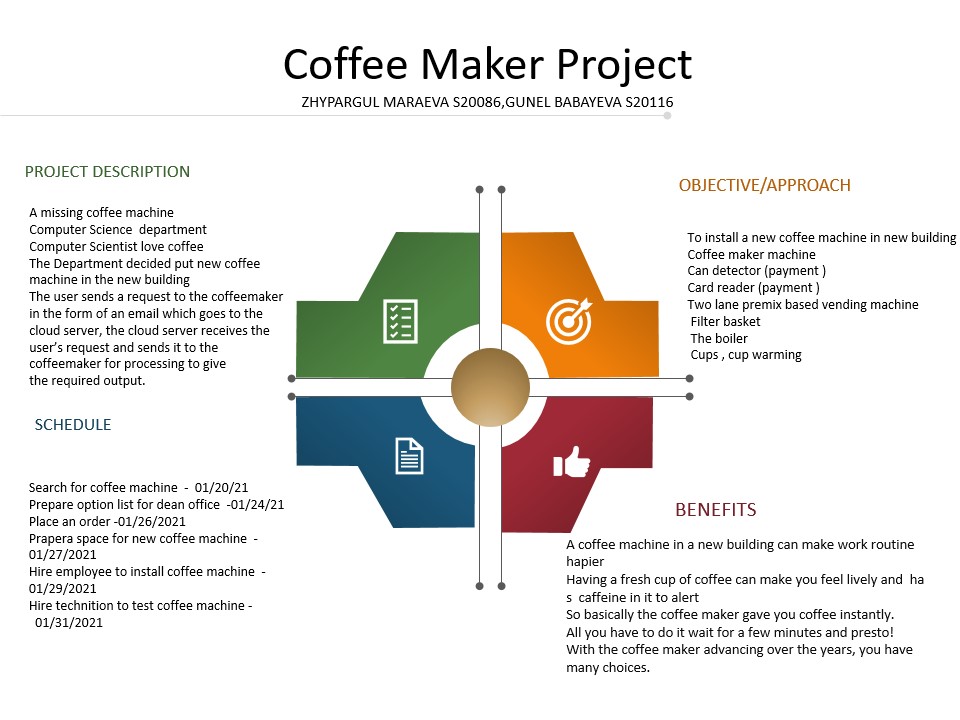 Coffee Maker Project
ZHYPARGUL MARAEVA S20086,GUNEL BABAYEVA S20116
PROJECT DESCRIPTION
A missing coffee machine
Computer Science department
Computer Scientist love coffee
The Department decided put new coffee
machine in the new building
The user sends a request to the coffeemaker
in the form of an email which goes to the
cloud server, the cloud server receives the
user’s request and sends it to the
coffeemaker for processing to give
the required output.
OBJECTIVE/APPROACH
To install a new coffee machine in new building
Coffee maker machine
Can detector (payment )
Card reader (payment )
Two lane premix based vending machine
Filter basket
The boiler
Cups , cup warming
SCHEDULE
Search for coffee machine - 01/20/21
Prepare option list for dean office -01/24/21
Place an order -01/26/2021
Prapera space for new coffee machine -
01/27/2021
Hire employee to install coffee machine -
01/29/2021
Hire technition to test coffee machine -
01/31/2021
BENEFITS
A coffee machine in a new building can make work routine
hapier
Having a fresh cup of coffee can make you feel lively and ha
s caffeine in it to alert
So basically the coffee maker gave you coffee instantly.
All you have to do it wait for a few minutes and presto!
With the coffee maker advancing over the years, you have
many choices.